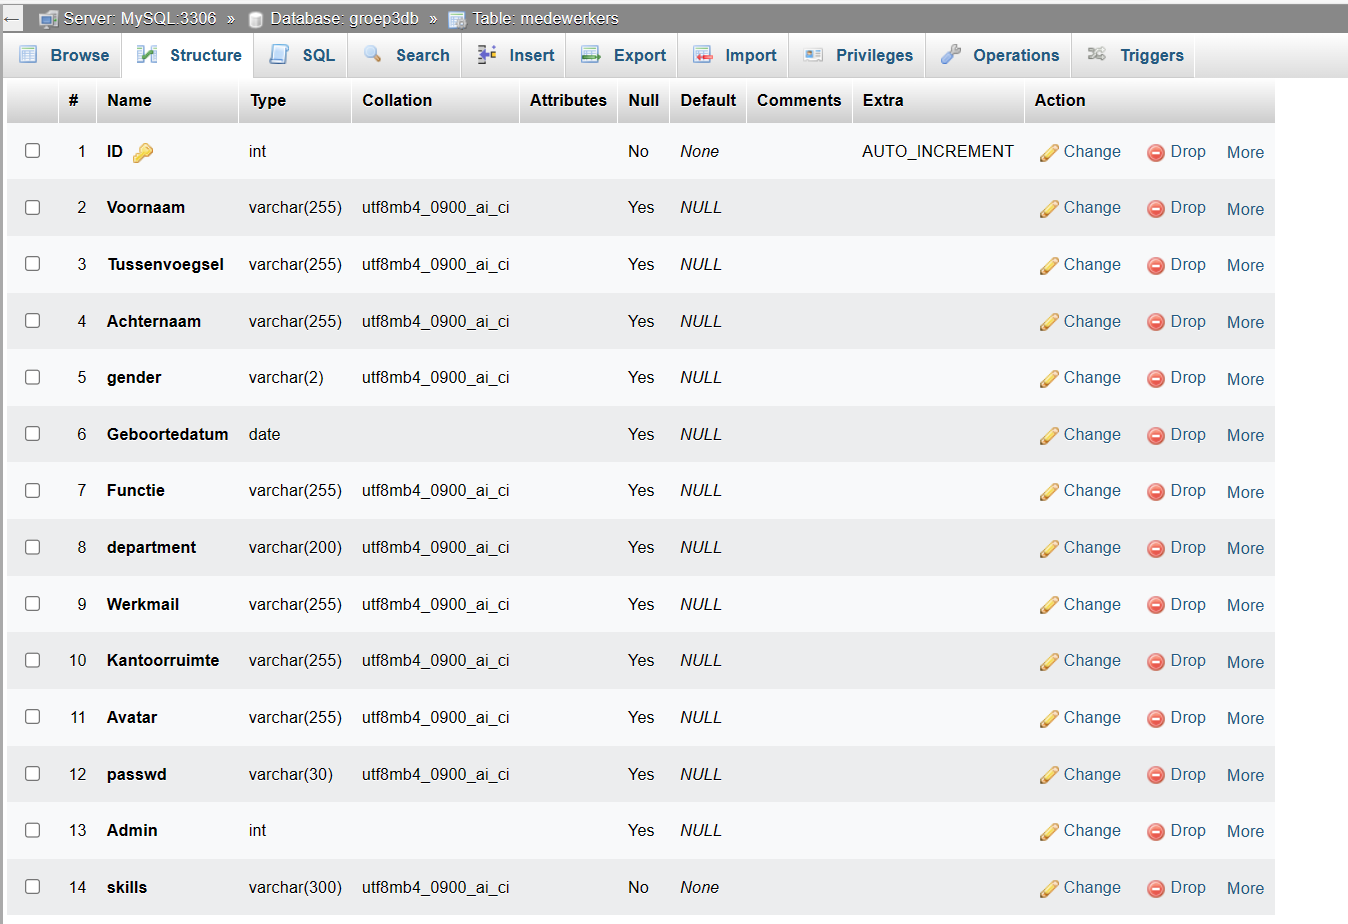 ← Server: MySQL:3306 » Database: groep3db » Table: medewerkers
Browse Structure SQL Search Insert Export Import Privileges Operations Triggers
# Name Type Collation Attributes Null Default Comments Extra Action
1 ID int No None AUTO_INCREMENT Change Drop More
2 Voornaam varchar(255) utf8mb4_0900_ai_ci Yes NULL Change Drop More
3 Tussenvoegsel varchar(255) utf8mb4_0900_ai_ci Yes NULL Change Drop More
4 Achternaam varchar(255) utf8mb4_0900_ai_ci Yes NULL Change Drop More
5 gender varchar(2) utf8mb4_0900_ai_ci Yes NULL Change Drop More
6 Geboortedatum date Yes NULL Change Drop More
7 Functie varchar(255) utf8mb4_0900_ai_ci Yes NULL Change Drop More
8 department varchar(200) utf8mb4_0900_ai_ci Yes NULL Change Drop More
9 Werkmail varchar(255) utf8mb4_0900_ai_ci Yes NULL Change Drop More
10 Kantoorruimte varchar(255) utf8mb4_0900_ai_ci Yes NULL Change Drop More
11 Avatar varchar(255) utf8mb4_0900_ai_ci Yes NULL Change Drop More
12 passwd varchar(30) utf8mb4_0900_ai_ci Yes NULL Change Drop More
13 Admin int Yes NULL Change Drop More
14 skills varchar(300) utf8mb4_0900_ai_ci No None Change Drop More